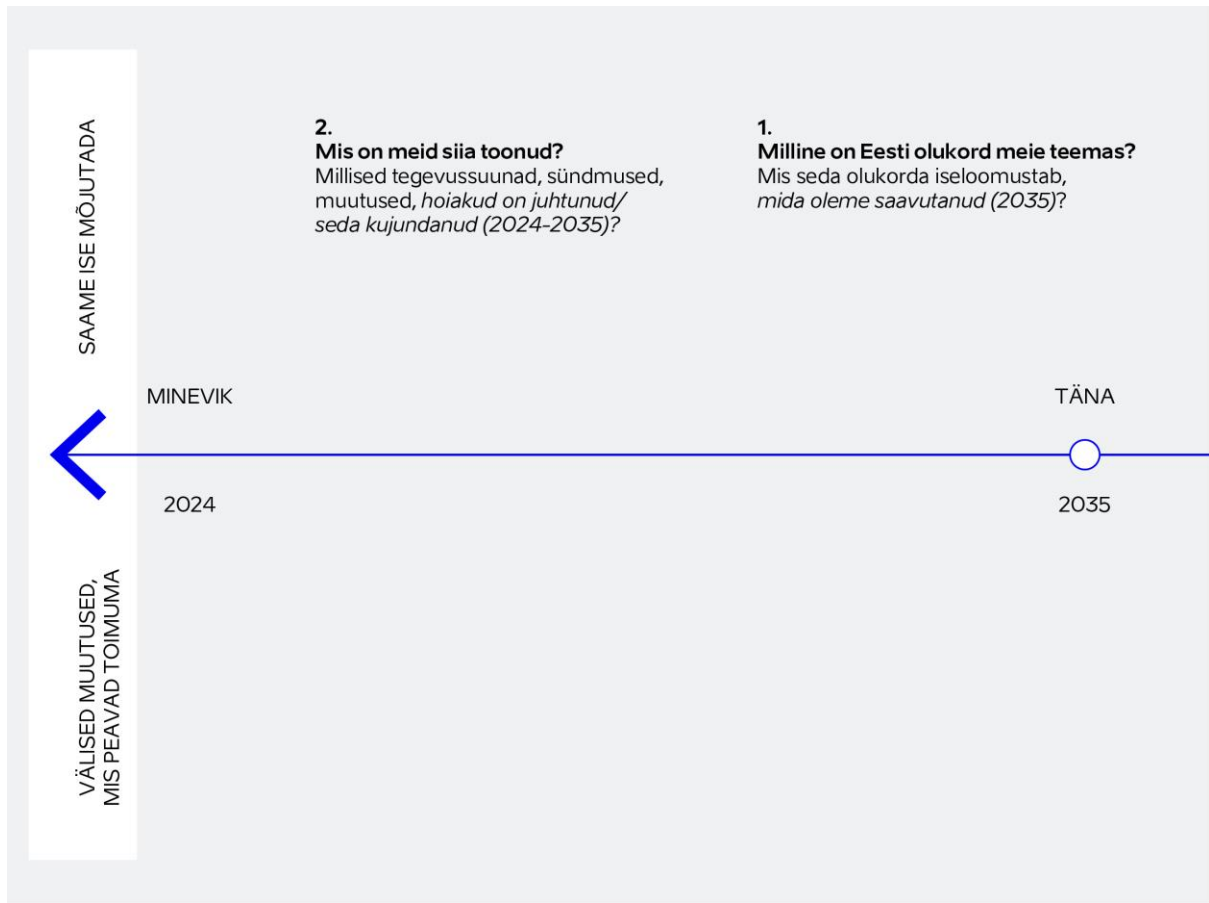 SAAME ISE MÕJUTADA
2.
Mis on meid siia toonud?
Millised tegevussuunad, sündmused,
muutused, hoiakud on juhtunud/
seda kujundanud (2024-2035)?
1.
Milline on Eesti olukord meie teemas?
Mis seda olukorda iseloomustab,
mida oleme saavutanud (2035)?
MINEVIK
TÄNA
2024
2035
VÄLISED MUUTUSED,
MIS PEAVAD TOIMUMA